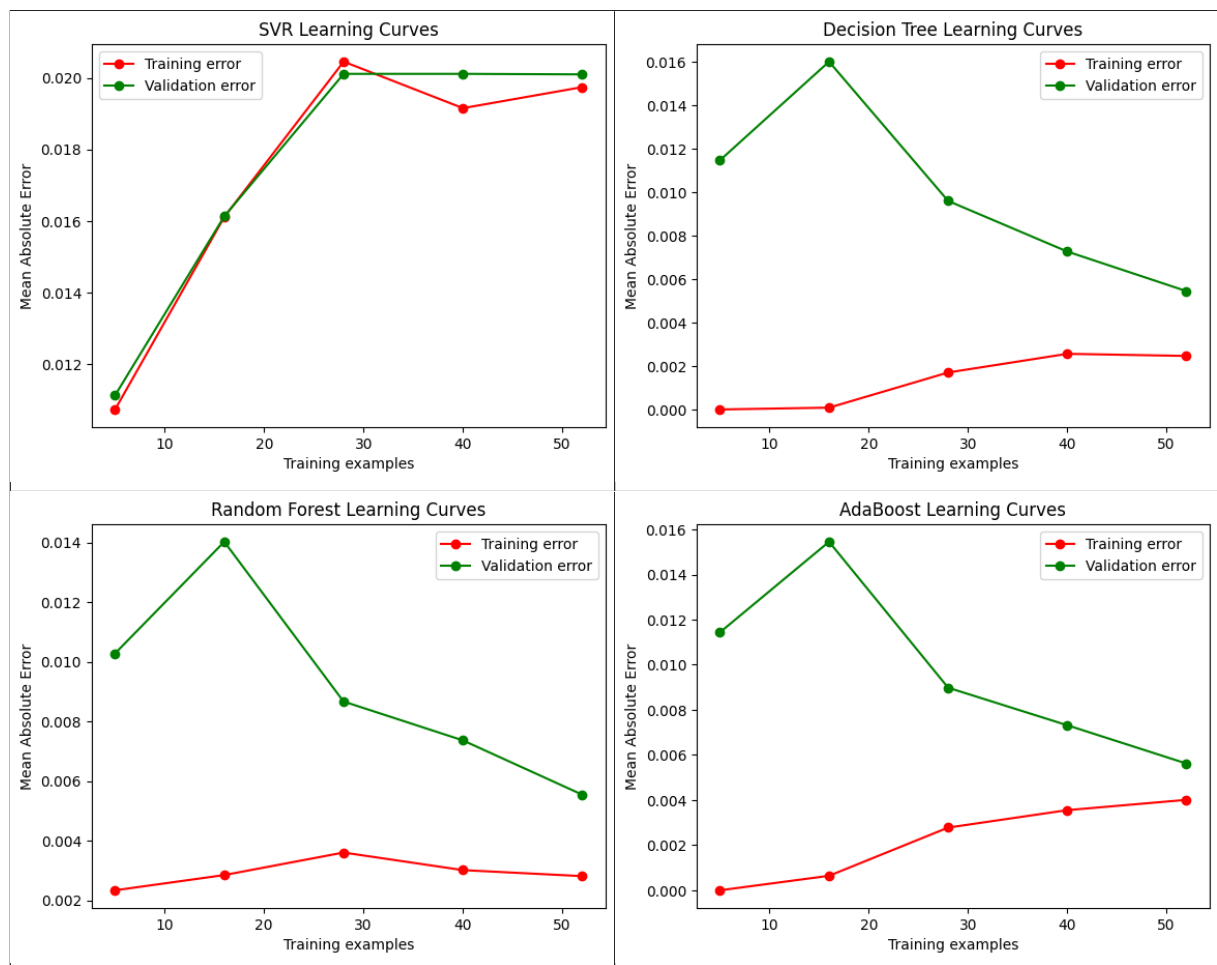 SVR Learning Curves
Training error
Validation error
0.020
0.018
0.016
0.014
0.012
Mean Absolute Error
10 20 30 40 50
Training examples
Decision Tree Learning Curves
Training error
Validation error
0.016
0.014
0.012
0.010
0.008
0.006
0.004
0.002
0.000
Mean Absolute Error
10 20 30 40 50
Training examples
Random Forest Learning Curves
Training error
Validation error
0.014
0.012
0.010
0.008
0.006
0.004
0.002
Mean Absolute Error
10 20 30 40 50
Training examples
AdaBoost Learning Curves
Training error
Validation error
0.016
0.014
0.012
0.010
0.008
0.006
0.004
0.002
0.000
Mean Absolute Error
10 20 30 40 50
Training examples